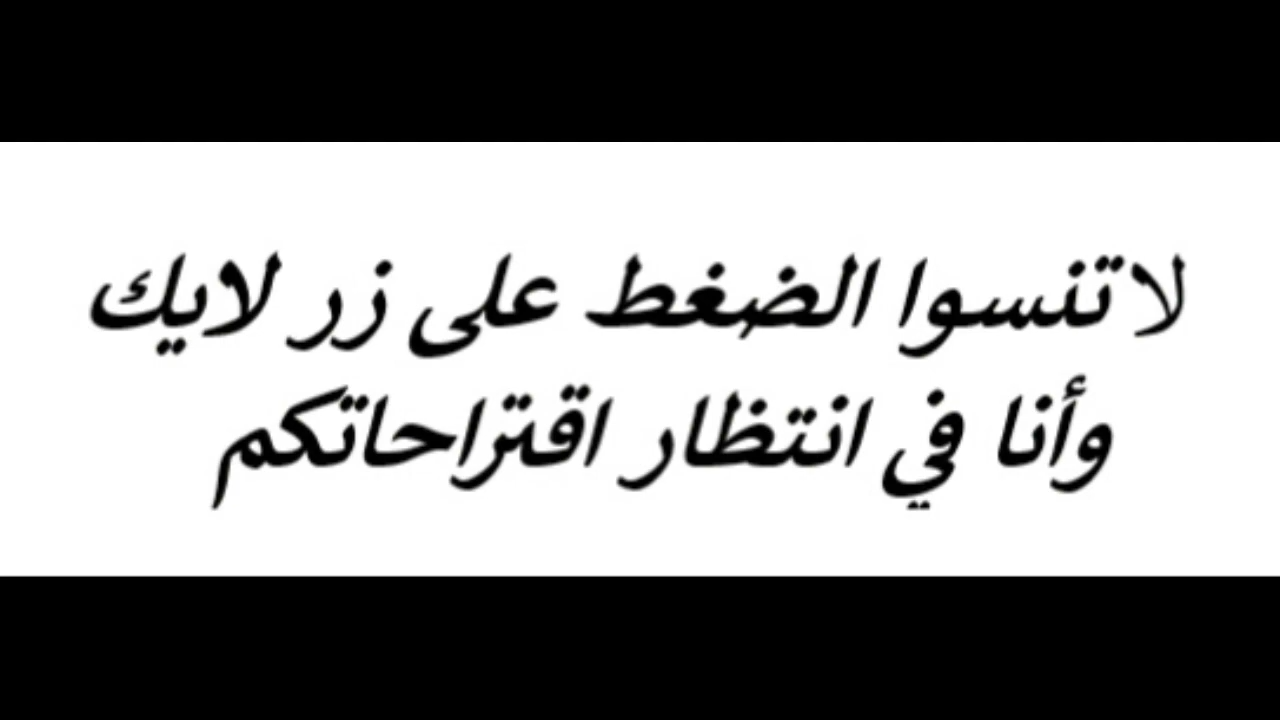 لاتنسوا الضغط على زر لايك
وأنا في انتظار اقتراحاتكم